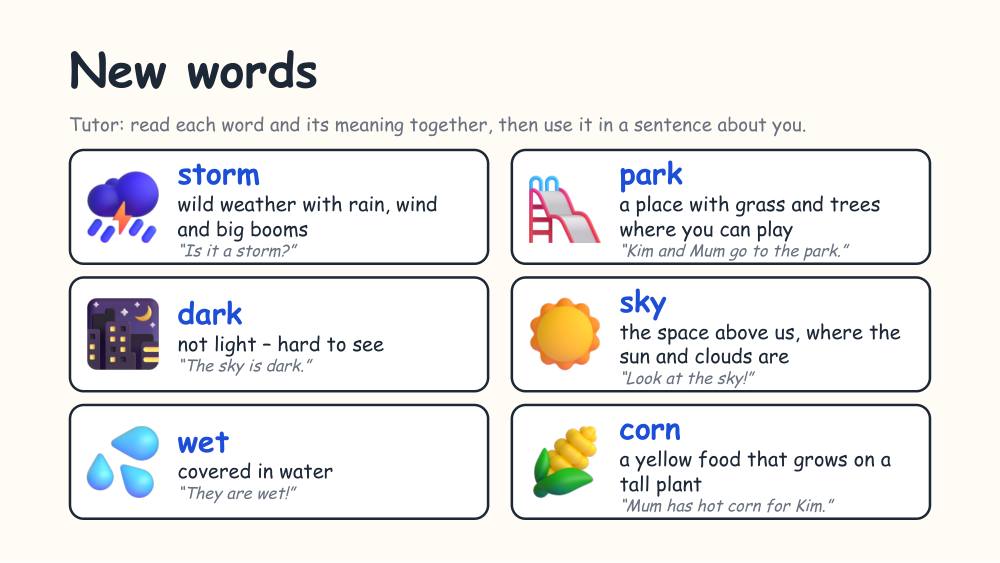 New words
Tutor: read each word and its meaning together, then use it in a sentence about you.
storm
wild weather with rain, wind
and big booms
“Is it a storm?”
park
a place with grass and trees
where you can play
“Kim and Mum go to the park.”
dark
not light – hard to see
“The sky is dark.”
sky
the space above us, where the
sun and clouds are
“Look at the sky!”
wet
covered in water
“They are wet!”
corn
a yellow food that grows on a
tall plant
“Mum has hot corn for Kim.”